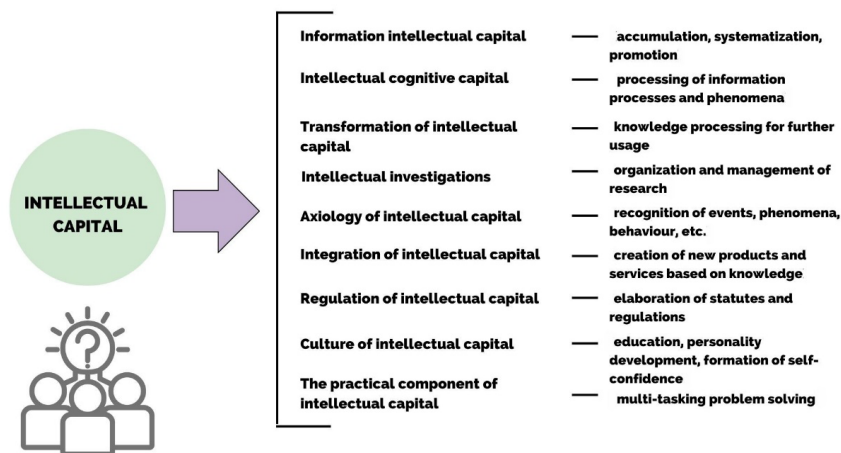 INTELLECTUAL
CAPITAL
?
Information intellectual capital — accumulation, systematization,
promotion
Intellectual cognitive capital — processing of information
processes and phenomena
Transformation of intellectual — knowledge processing for further
capital usage
Intellectual investigations — organization and management of
research
Axiology of intellectual capital — recognition of events, phenomena,
behaviour, etc.
Integration of intellectual capital — creation of new products and
services based on knowledge
Regulation of intellectual capital — elaboration of statutes and
regulations
Culture of intellectual capital — education, personality
development, formation of self-
confidence
The practical component of
intellectual capital — multi-tasking problem solving